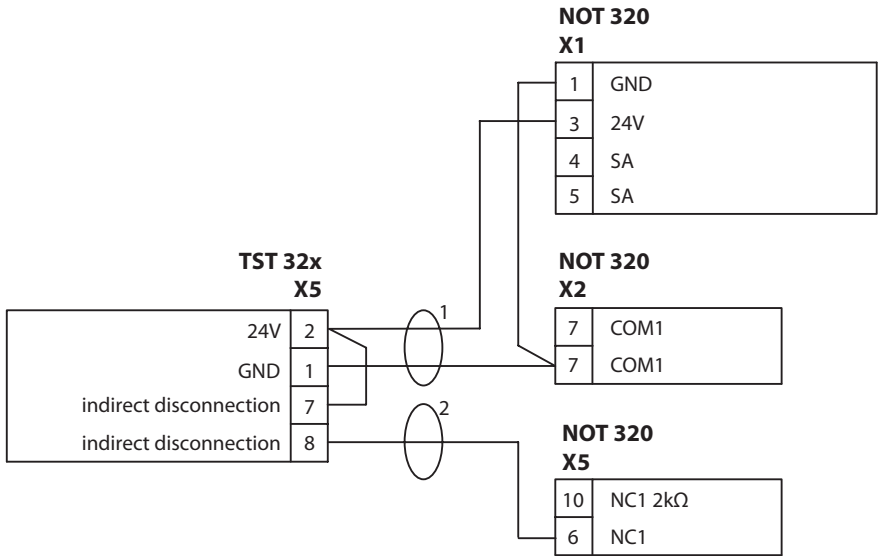 NOT 320
X1
1 GND
3 24V
4 SA
5 SA
TST 32x
X5
24V 2
GND 1
indirect disconnection 7
indirect disconnection 8
1
2
NOT 320
X2
7 COM1
7 COM1
NOT 320
X5
10 NC1 2kΩ
6 NC1